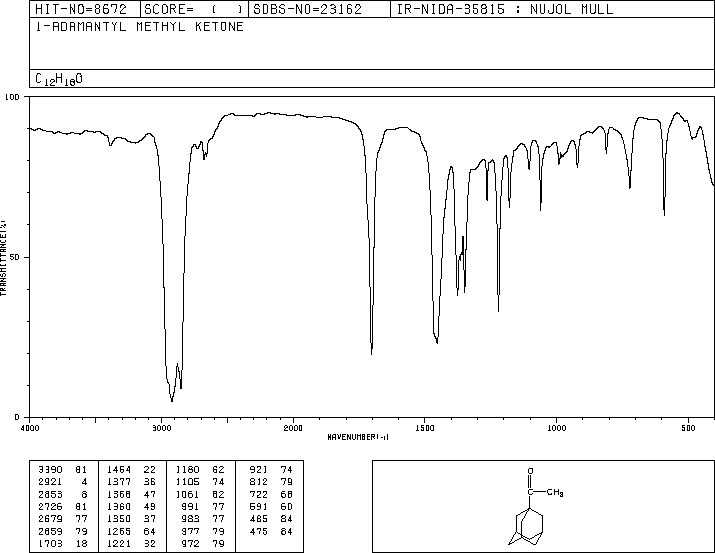 HIT-NO=8672 SCORE= ( ) SDBS-NO=23162 IR-NIDA-35815 : NUJOL MULL
1-ADAMANTYL METHYL KETONE
C12H18O
100
50
0
TRANSMITTANCE(%)
4000 3000 2000 1500 1000 500
WAVENUMBER(-1)
3390 81 1464 22 1180 62 921 74
2921 4 1377 36 1105 74 812 79
2853 8 1368 47 1061 62 722 68
2726 81 1360 49 991 77 591 60
2679 77 1350 37 983 77 485 84
2659 79 1265 64 977 79 475 84
1703 18 1221 32 972 79
O
C—CH3